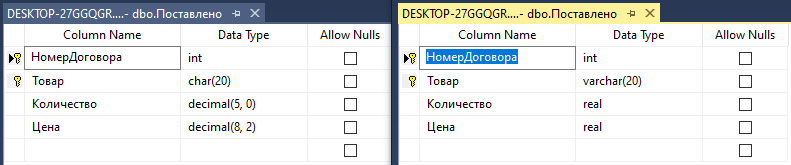 DESKTOP-27GGQGR....- dbo.Поставлено
Column Name Data Type Allow Nulls
НомерДоговора int
Товар char(20)
Количество decimal(5, 0)
Цена decimal(8, 2)
DESKTOP-27GGQGR....- dbo.Поставлено
Column Name Data Type Allow Nulls
НомерДоговора int
Товар varchar(20)
Количество real
Цена real